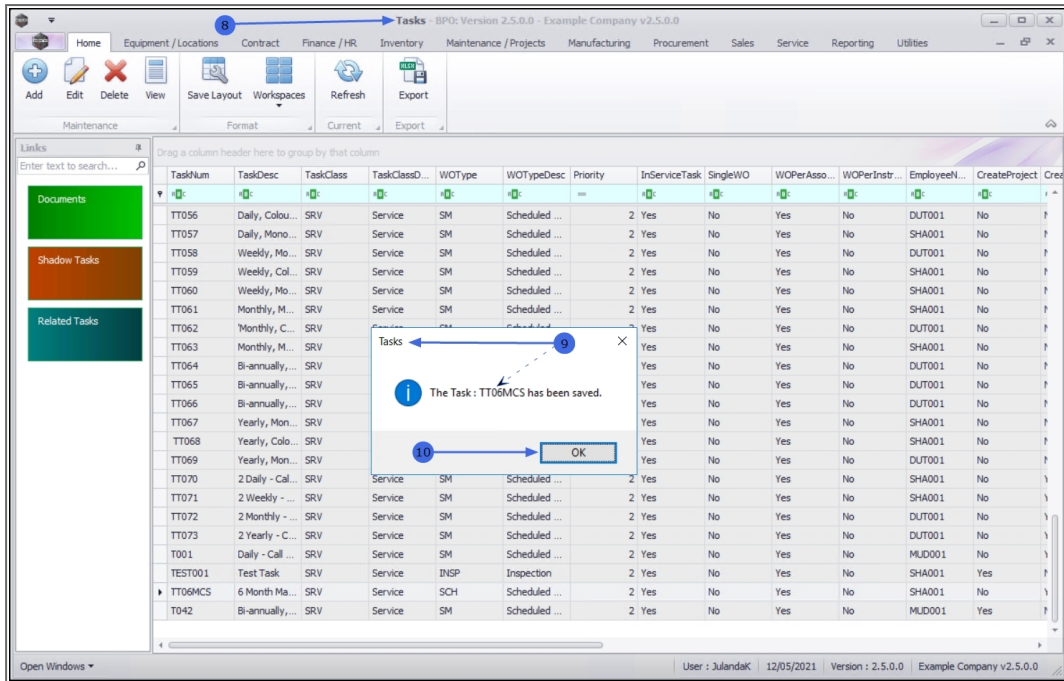 8
Tasks - BPO: Version 2.5.0.0 - Example Company v2.5.0.0
Home Equipment / Locations Contract Finance / HR Inventory Maintenance / Projects Manufacturing Procurement Sales Service Reporting Utilities
Add Edit Delete View Save Layout Workspaces Refresh Export
Maintenance Format Current Export
Links
Drag a column header here to group by that column
Enter text to search...
TaskNum TaskDesc TaskClass TaskClassD... WOType WOTypeDesc Priority InServiceTask SingleWO WOPerAsso... WOPerInstr... EmployeeN... CreateProject Crea
Documents
Shadow Tasks
Related Tasks
TT056 Daily, Colou... SRV Service SM Scheduled ... 2 Yes No Yes No DUT001 No
TT057 Daily, Mono... SRV Service SM Scheduled ... 2 Yes No Yes No SHA001 No
TT058 Weekly, Mo... SRV Service SM Scheduled ... 2 Yes No Yes No DUT001 No
TT059 Weekly, Col... SRV Service SM Scheduled ... 2 Yes No Yes No SHA001 No
TT060 Weekly, Mo... SRV Service SM Scheduled ... 2 Yes No Yes No SHA001 No
TT061 Monthly, M... SRV Service SM Scheduled ... 2 Yes No Yes No SHA001 No
TT062 'Monthly, C... SRV 2 Yes No Yes No DUT001 No
TT063 Monthly, M... SRV Yes No Yes No SHA001 No
TT064 Bi-annually,... SRV Yes No Yes No DUT001 No
TT065 Bi-annually,... SRV Yes No Yes No DUT001 No
TT066 Bi-annually,... SRV Yes No Yes No DUT001 No
TT067 Yearly, Mon... SRV Yes No Yes No SHA001 No
TT068 Yearly, Colo... SRV Yes No Yes No SHA001 No
TT069 Yearly, Mon... SRV Yes No Yes No DUT001 No
Tasks
9
The Task : TT06MCS has been saved.
10
OK
TT070 2 Daily - Cal... SRV Service SM Scheduled ... 2 Yes No Yes No SHA001 No
TT071 2 Weekly - ... SRV Service SM Scheduled ... 2 Yes No Yes No SHA001 No
TT072 2 Monthly - ... SRV Service SM Scheduled ... 2 Yes No Yes No DUT001 No
TT073 2 Yearly - C... SRV Service SM Scheduled ... 2 Yes No Yes No DUT001 No
T001 Daily - Call ... SRV Service SM Scheduled ... 2 Yes No Yes No MUD001 No
TEST001 Test Task SRV Service INSP Inspection 2 Yes No Yes No SHA001 Yes
TT06MCS 6 Month Ma... SRV Service SCH Scheduled ... 2 Yes No Yes No SHA001 No
T042 Bi-annually,... SRV Service SM Scheduled ... 2 Yes No Yes No MUD001 Yes
Open Windows User : JulandaK 12/05/2021 Version : 2.5.0.0 Example Company v2.5.0.0